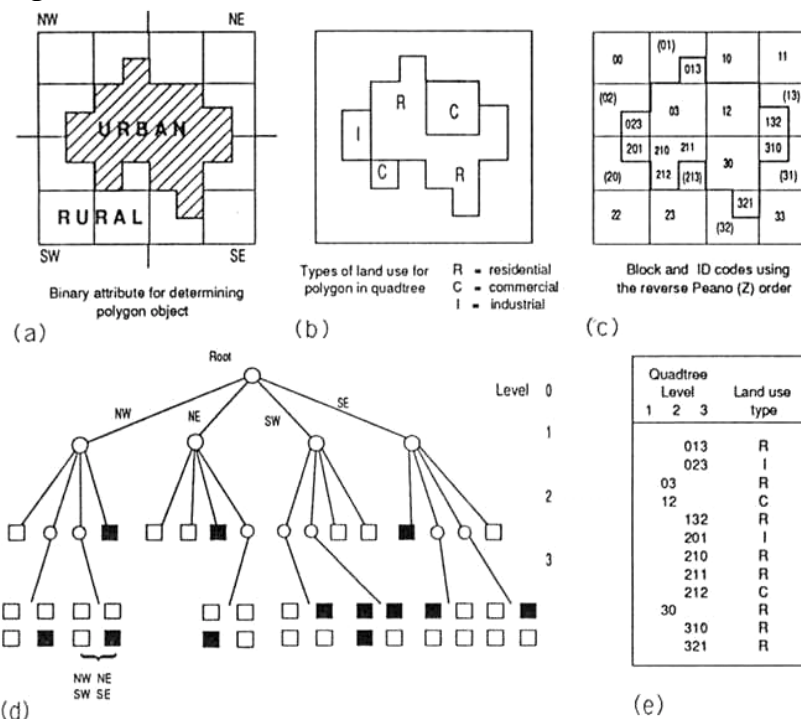 NW
NE
URBAN
RURAL
SW
SE
Binary attribute for determining
polygon object
(a)
R
C
I
C
R
Types of land use for
polygon in quadtree
R = residential
C = commercial
I = industrial
(b)
00
(01)
013
10
11
(02)
03
12
(13)
023
132
201
210
211
310
30
(20)
212
(213)
(31)
22
23
321
(32)
33
Block and ID codes using
the reverse Peano (Z) order
(c)
Root
Level 0
NW
NE
SW
SE
1
2
3
NW NE
SW SE
(d)
Quadtree
Level
Land use
1 2 3
type
013 R
023 I
03 R
12 C
132 R
201 I
210 R
211 R
212 C
30 R
310 R
321 R
(e)